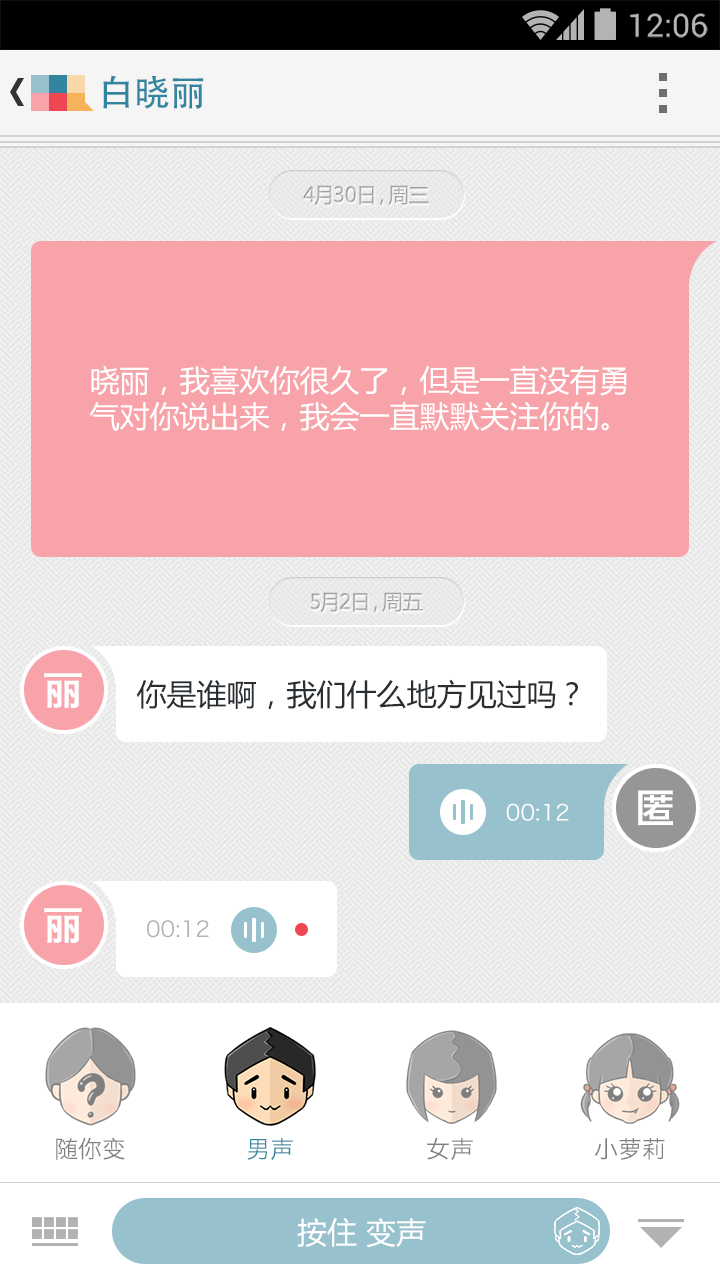 12:06
白晓丽
4月30日,周三
晓丽，我喜欢你很久了，但是一直没有勇
气对你说出来，我会一直默默关注你的。
5月2日,周五
丽
你是谁啊，我们什么地方见过吗？
00:12
匿
丽
00:12
随你变
男声
女声
小萝莉
按住 变声